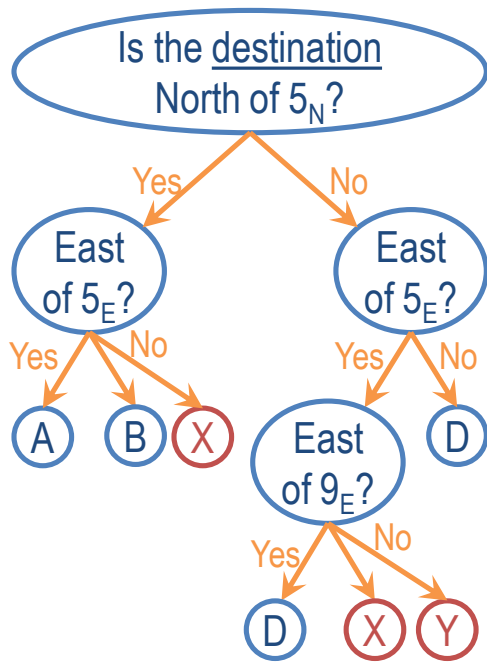 Is the destination
North of 5N?
Yes
No
East
of 5E?
East
of 5E?
Yes
No
Yes
No
A
B
X
East
of 9E?
D
Yes
No
D
X
Y